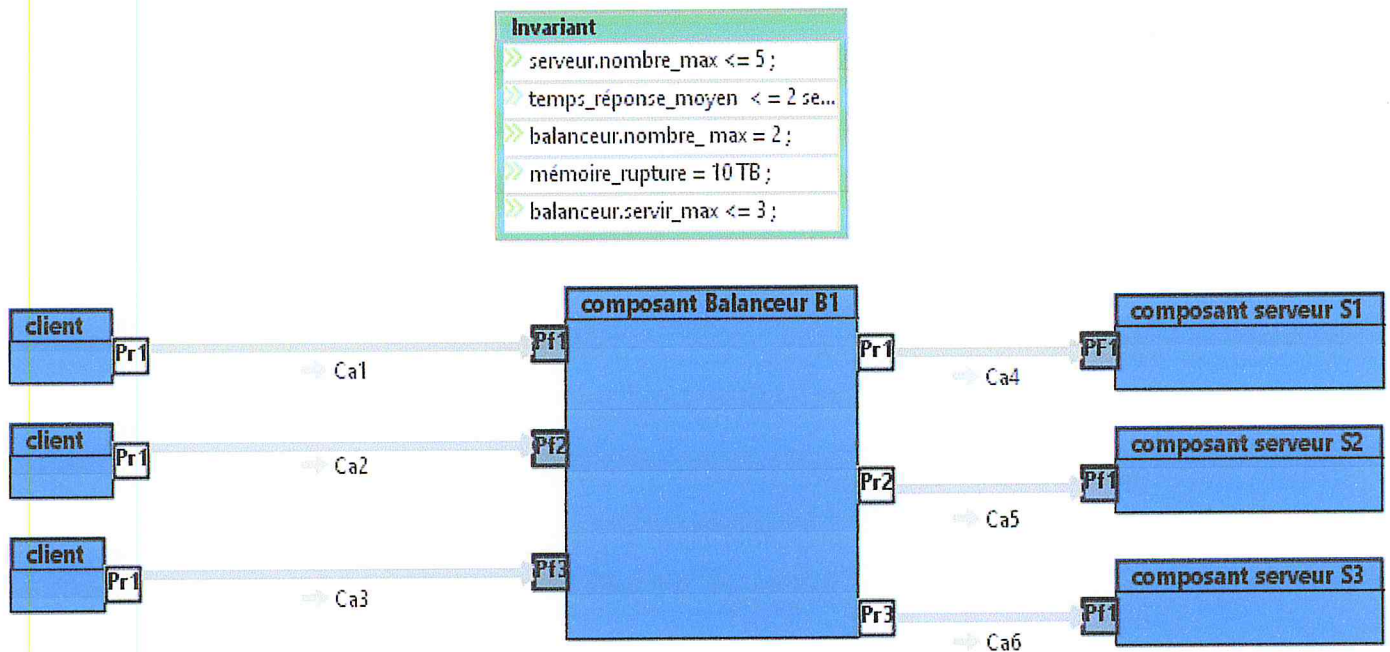 Invariant
serveur.nombre_max <= 5 ;
temps_réponse_moyen < = 2 se...
balanceur.nombre_ max = 2 ;
mémoire_rupture = 10 TB ;
balanceur.servir_max <= 3 ;
composant Balanceur B1
composant serveur S1
client
Pr1
Ca1
Pf1
Pr1
Ca4
PF1
client
Pr1
Ca2
Pf2
composant serveur S2
Pr2
Ca5
Pf1
client
Pr1
Ca3
Pf3
composant serveur S3
Pr3
Ca6
Pf1